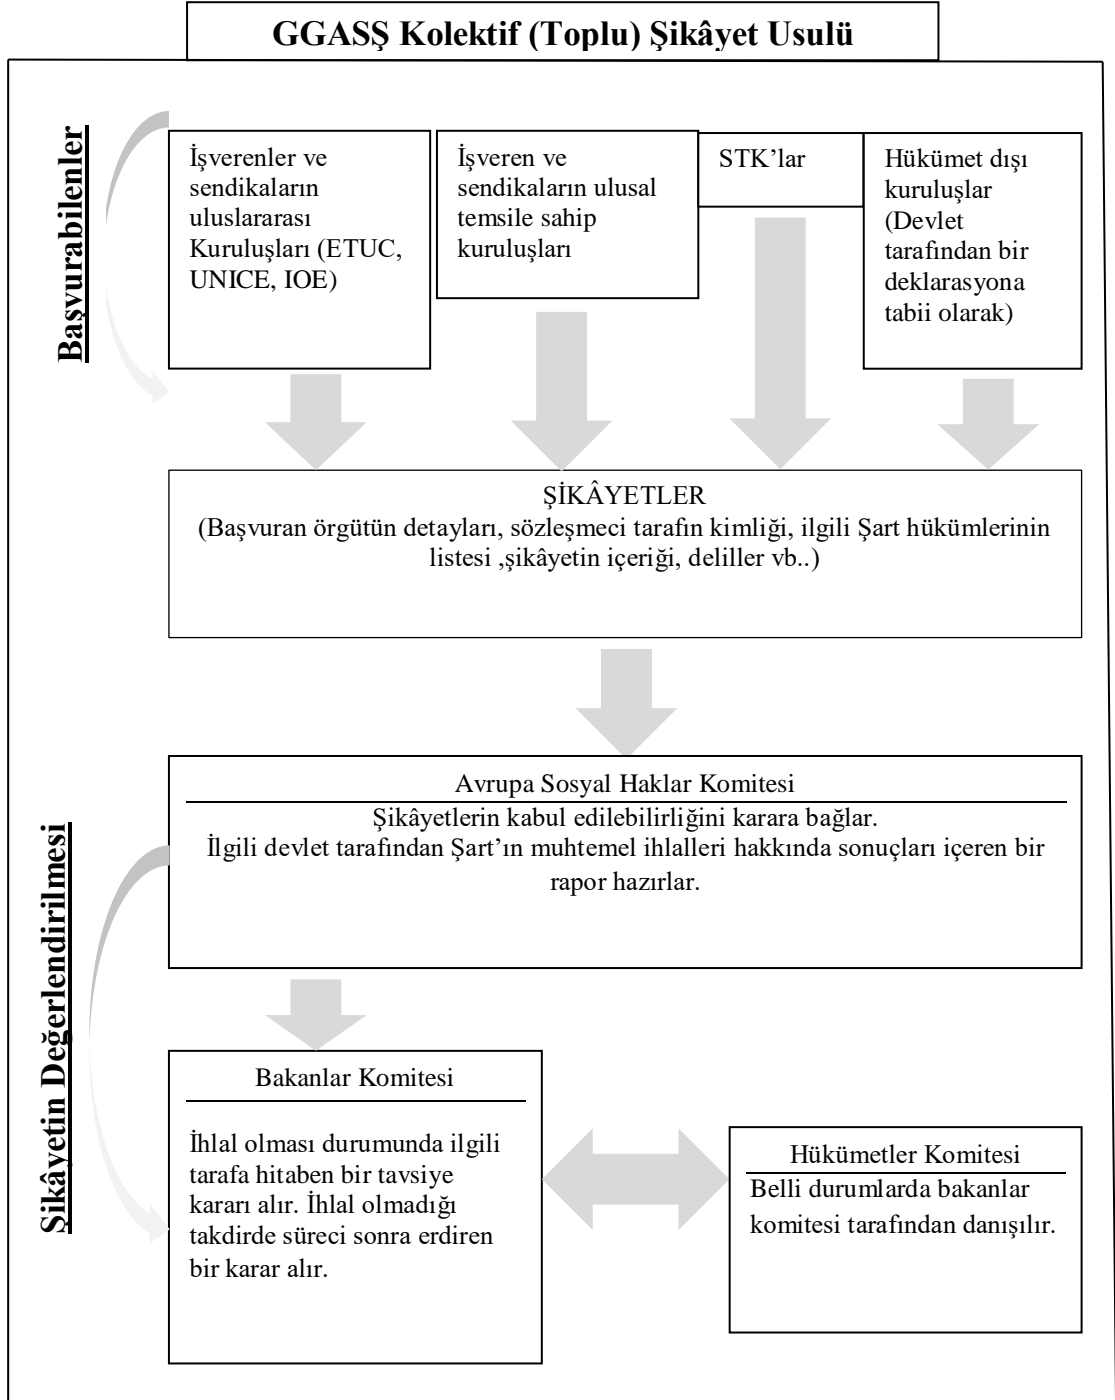 GGASŞ Kolektif (Toplu) Şikâyet Usulü
Başvurabilenler
İşverenler ve
sendikaların
uluslararası
Kuruluşları (ETUC,
UNICE, IOE)
İşveren ve
sendikaların ulusal
temsile sahip
kuruluşları
STK’lar
Hükümet dışı
kuruluşlar
(Devlet
tarafından bir
deklarasyona
tabii olarak)
ŞİKÂYETLER
(Başvuran örgütün detayları, sözleşmeci tarafın kimliği, ilgili Şart hükümlerinin
listesi ,şikâyetin içeriği, deliller vb..)
Şikâyetin Değerlendirilmesi
Avrupa Sosyal Haklar Komitesi
Şikâyetlerin kabul edilebilirliğini karara bağlar.
İlgili devlet tarafından Şart’ın muhtemel ihlalleri hakkında sonuçları içeren bir
rapor hazırlar.
Bakanlar Komitesi
İhlal olması durumunda ilgili
tarafa hitaben bir tavsiye
kararı alır. İhlal olmadığı
takdirde süreci sonra erdiren
bir karar alır.
Hükümetler Komitesi
Belli durumlarda bakanlar
komitesi tarafından danışılır.